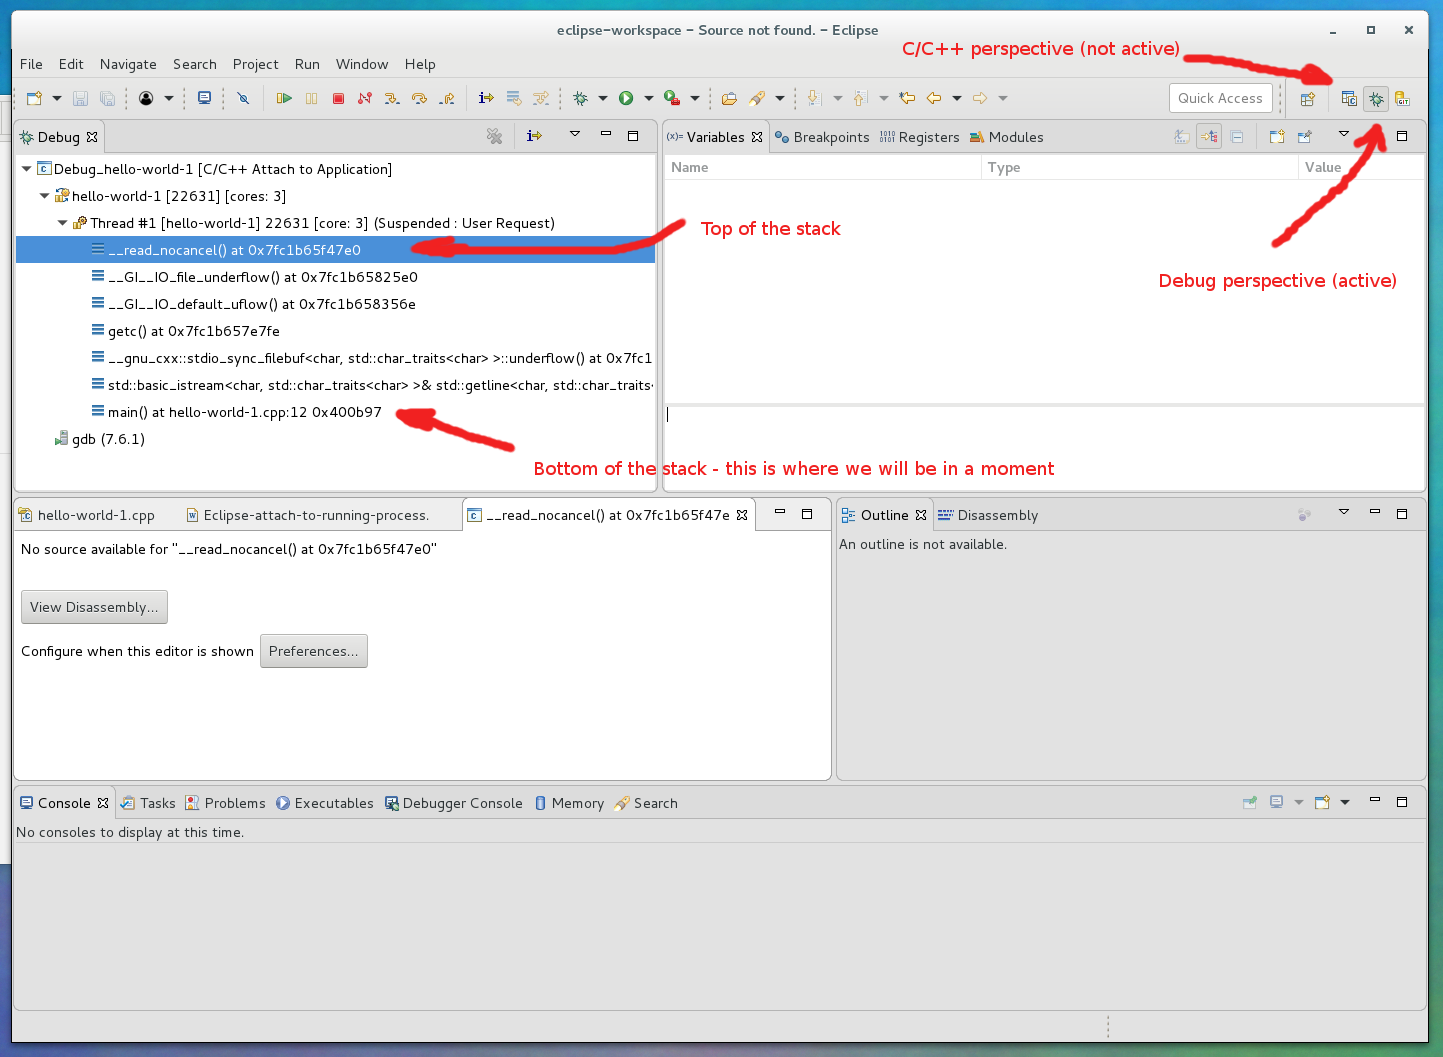 eclipse-workspace – Source not found. – Eclipse
C/C++ perspective (not active)
File Edit Navigate Search Project Run Window Help
Quick Access
Debug
(x)= Variables Breakpoints Registers Modules
Debug_hello-world-1 [C/C++ Attach to Application]
Name Type Value
hello-world-1 [22631] [cores: 3]
Thread #1 [hello-world-1] 22631 [core: 3] (Suspended : User Request)
Top of the stack
__read_nocancel() at 0x7fc1b65f47e0
__GI__IO_file_underflow() at 0x7fc1b65825e0
Debug perspective (active)
__GI__IO_default_uflow() at 0x7fc1b658356e
getc() at 0x7fc1b657e7fe
__gnu_cxx::stdio_sync_filebuf<char, std::char_traits<char> >::underflow() at 0x7fc1
std::basic_istream<char, std::char_traits<char> >& std::getline<char, std::char_traits<
main() at hello-world-1.cpp:12 0x400b97
gdb (7.6.1)
Bottom of the stack - this is where we will be in a moment
hello-world-1.cpp Eclipse-attach-to-running-process. __read_nocancel() at 0x7fc1b65f47e
Outline Disassembly
No source available for "__read_nocancel() at 0x7fc1b65f47e0"
An outline is not available.
View Disassembly...
Configure when this editor is shown Preferences...
Console Tasks Problems Executables Debugger Console Memory Search
No consoles to display at this time.